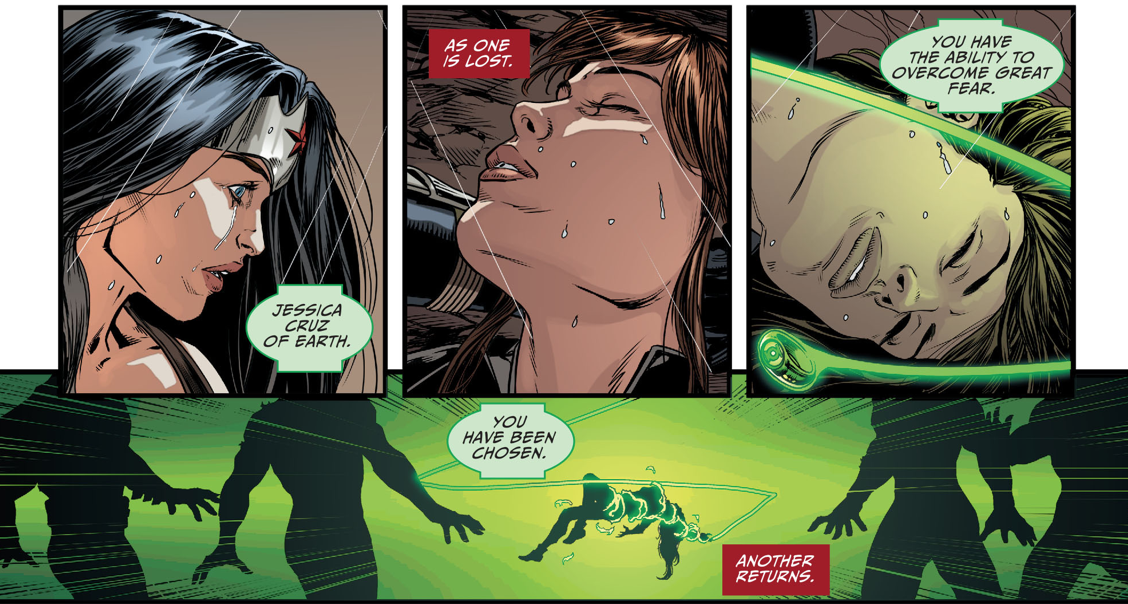 JESSICA
CRUZ
OF EARTH.
AS ONE
IS LOST.
YOU HAVE
THE ABILITY TO
OVERCOME GREAT
FEAR.
YOU
HAVE BEEN
CHOSEN.
ANOTHER
RETURNS.